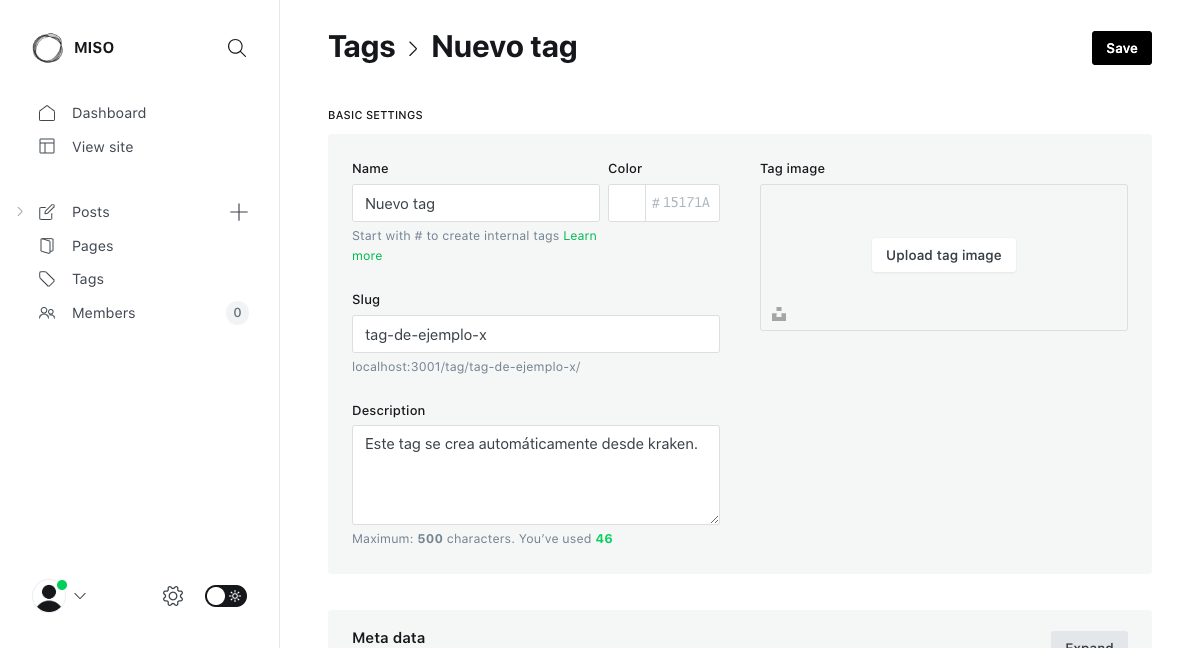 MISO
Dashboard
View site
Posts
Pages
Tags
Members 0
Tags > Nuevo tag
Save
BASIC SETTINGS
Name
Nuevo tag
Color
# 15171A
Start with # to create internal tags Learn
more
Slug
tag-de-ejemplo-x
localhost:3001/tag/tag-de-ejemplo-x/
Description
Este tag se crea automáticamente desde kraken.
Maximum: 500 characters. You’ve used 46
Tag image
Upload tag image
Meta data
Expand